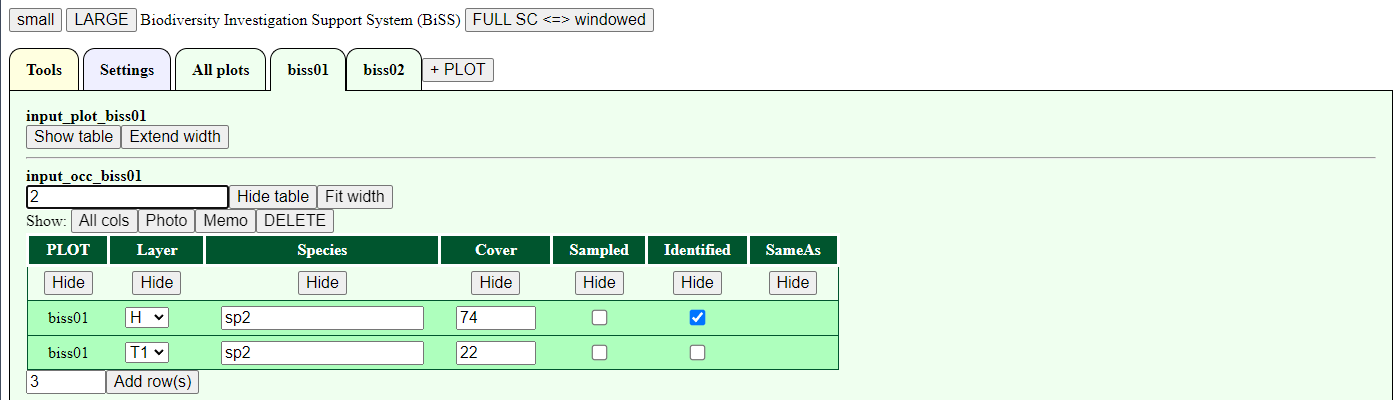 small LARGE Biodiversity Investigation Support System (BiSS) FULL SC <=> windowed
Tools Settings All plots biss01 biss02 + PLOT
input_plot_biss01
Show table Extend width
input_occ_biss01
2 Hide table Fit width
Show: All cols Photo Memo DELETE
PLOT Layer Species Cover Sampled Identified SameAs
Hide Hide Hide Hide Hide Hide Hide
biss01 H sp2 74
biss01 T1 sp2 22
3 Add row(s)